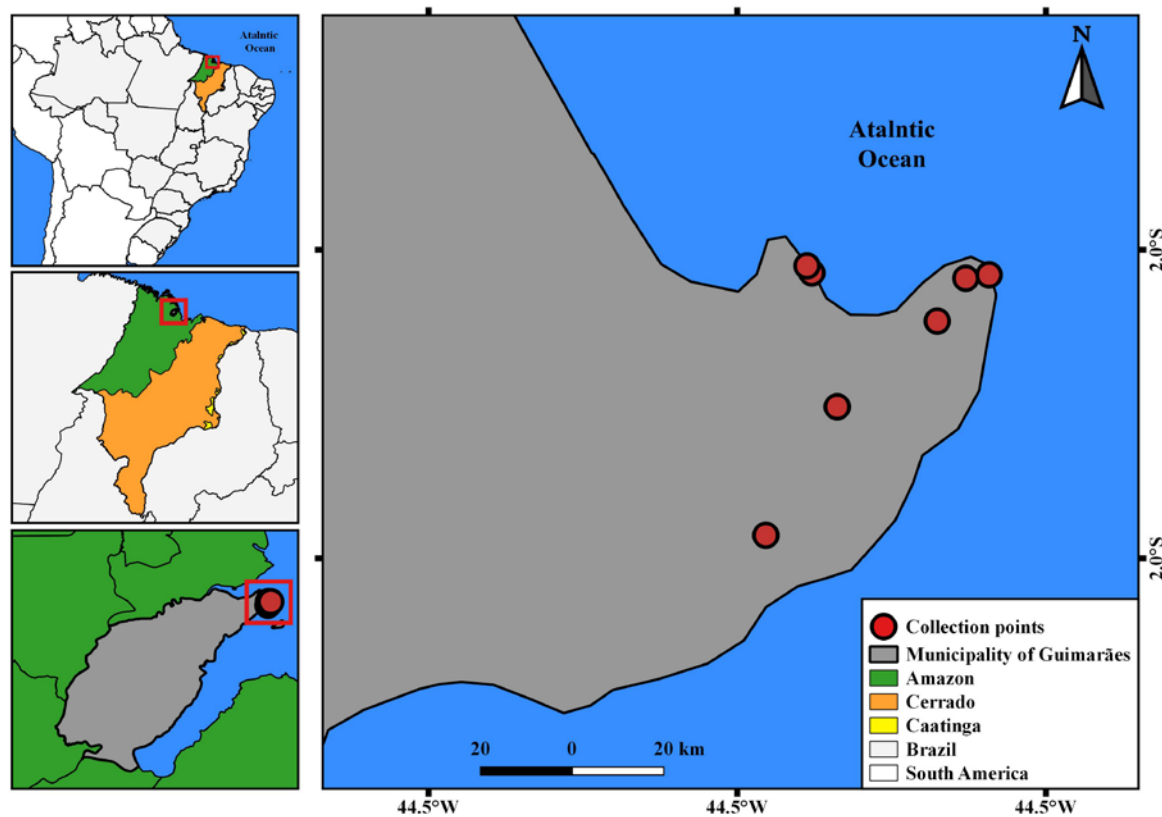 Atalntic
Ocean
N
Atalntic
Ocean
2.0°S
2.0°S
Collection points
Municipality of Guimarães
Amazon
Cerrado
Caatinga
Brazil
South America
20 0 20 km
44.5°W 44.5°W 44.5°W